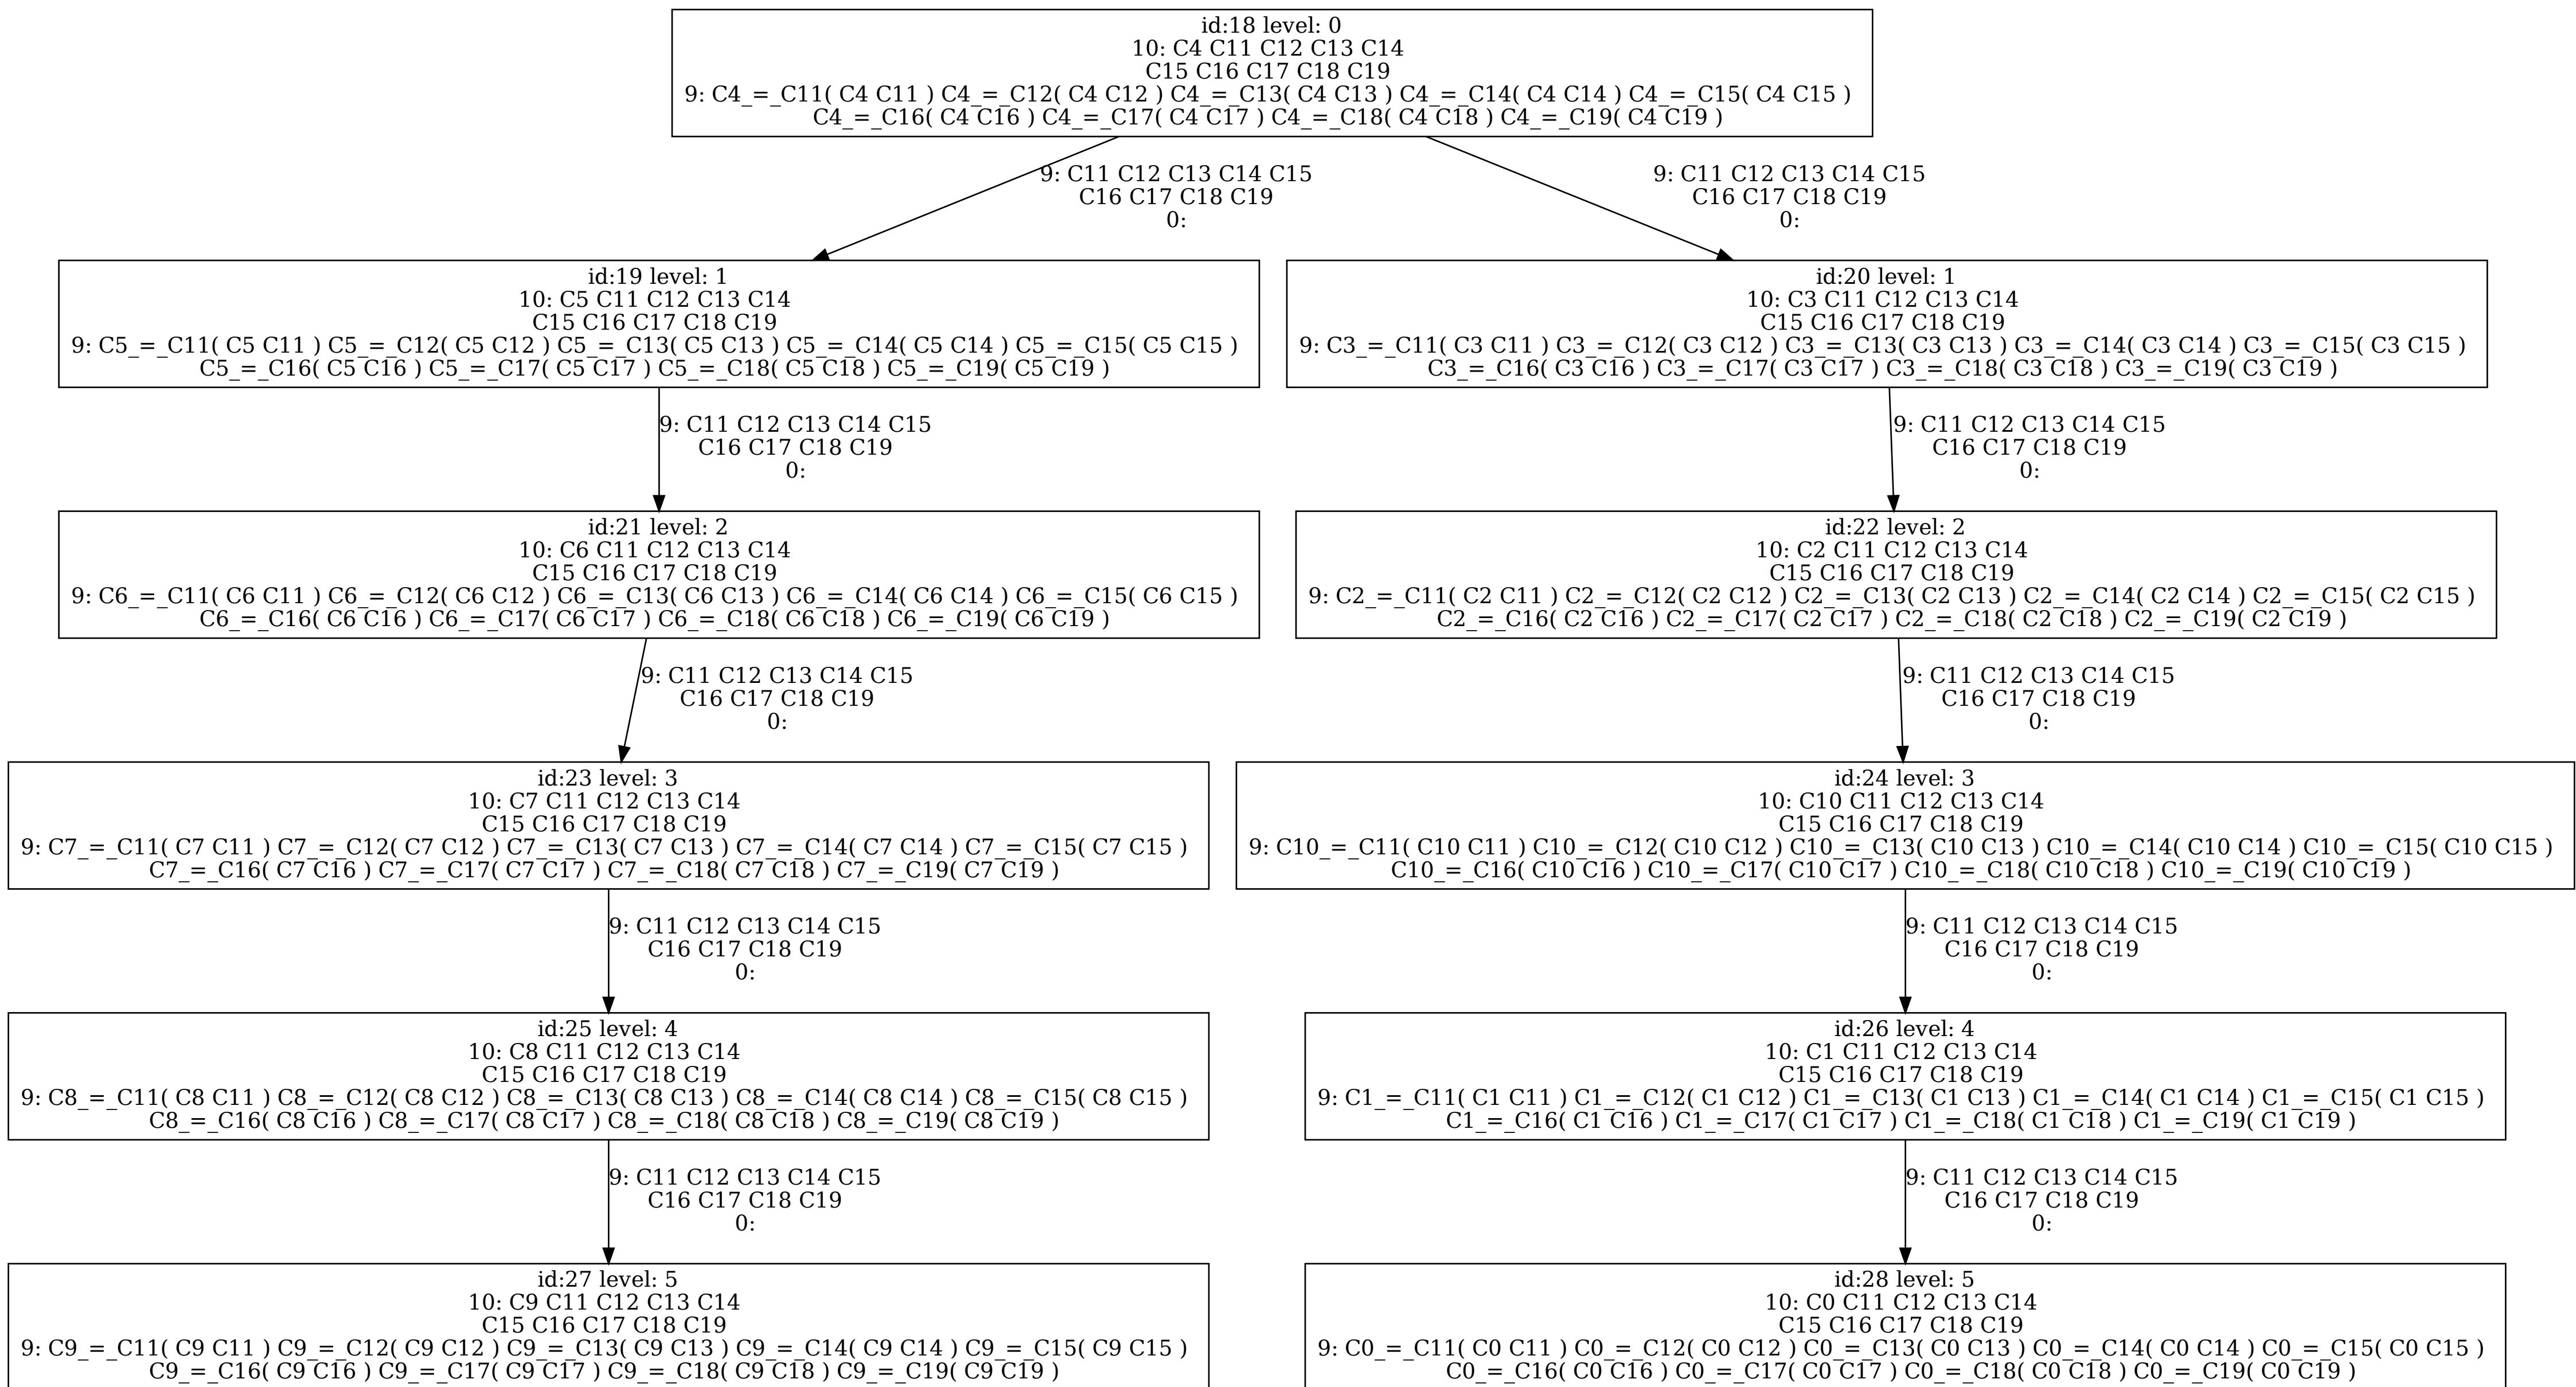 id:18 level: 0
10: C4 C11 C12 C13 C14
C15 C16 C17 C18 C19
9: C4_=_C11( C4 C11 ) C4_=_C12( C4 C12 ) C4_=_C13( C4 C13 ) C4_=_C14( C4 C14 ) C4_=_C15( C4 C15 )
C4_=_C16( C4 C16 ) C4_=_C17( C4 C17 ) C4_=_C18( C4 C18 ) C4_=_C19( C4 C19 )
9: C11 C12 C13 C14 C15
C16 C17 C18 C19
0:
9: C11 C12 C13 C14 C15
C16 C17 C18 C19
0:
id:19 level: 1
10: C5 C11 C12 C13 C14
C15 C16 C17 C18 C19
9: C5_=_C11( C5 C11 ) C5_=_C12( C5 C12 ) C5_=_C13( C5 C13 ) C5_=_C14( C5 C14 ) C5_=_C15( C5 C15 )
C5_=_C16( C5 C16 ) C5_=_C17( C5 C17 ) C5_=_C18( C5 C18 ) C5_=_C19( C5 C19 )
id:20 level: 1
10: C3 C11 C12 C13 C14
C15 C16 C17 C18 C19
9: C3_=_C11( C3 C11 ) C3_=_C12( C3 C12 ) C3_=_C13( C3 C13 ) C3_=_C14( C3 C14 ) C3_=_C15( C3 C15 )
C3_=_C16( C3 C16 ) C3_=_C17( C3 C17 ) C3_=_C18( C3 C18 ) C3_=_C19( C3 C19 )
9: C11 C12 C13 C14 C15
C16 C17 C18 C19
0:
9: C11 C12 C13 C14 C15
C16 C17 C18 C19
0:
id:21 level: 2
10: C6 C11 C12 C13 C14
C15 C16 C17 C18 C19
9: C6_=_C11( C6 C11 ) C6_=_C12( C6 C12 ) C6_=_C13( C6 C13 ) C6_=_C14( C6 C14 ) C6_=_C15( C6 C15 )
C6_=_C16( C6 C16 ) C6_=_C17( C6 C17 ) C6_=_C18( C6 C18 ) C6_=_C19( C6 C19 )
id:22 level: 2
10: C2 C11 C12 C13 C14
C15 C16 C17 C18 C19
9: C2_=_C11( C2 C11 ) C2_=_C12( C2 C12 ) C2_=_C13( C2 C13 ) C2_=_C14( C2 C14 ) C2_=_C15( C2 C15 )
C2_=_C16( C2 C16 ) C2_=_C17( C2 C17 ) C2_=_C18( C2 C18 ) C2_=_C19( C2 C19 )
9: C11 C12 C13 C14 C15
C16 C17 C18 C19
0:
9: C11 C12 C13 C14 C15
C16 C17 C18 C19
0:
id:23 level: 3
10: C7 C11 C12 C13 C14
C15 C16 C17 C18 C19
9: C7_=_C11( C7 C11 ) C7_=_C12( C7 C12 ) C7_=_C13( C7 C13 ) C7_=_C14( C7 C14 ) C7_=_C15( C7 C15 )
C7_=_C16( C7 C16 ) C7_=_C17( C7 C17 ) C7_=_C18( C7 C18 ) C7_=_C19( C7 C19 )
id:24 level: 3
10: C10 C11 C12 C13 C14
C15 C16 C17 C18 C19
9: C10_=_C11( C10 C11 ) C10_=_C12( C10 C12 ) C10_=_C13( C10 C13 ) C10_=_C14( C10 C14 ) C10_=_C15( C10 C15 )
C10_=_C16( C10 C16 ) C10_=_C17( C10 C17 ) C10_=_C18( C10 C18 ) C10_=_C19( C10 C19 )
9: C11 C12 C13 C14 C15
C16 C17 C18 C19
0:
9: C11 C12 C13 C14 C15
C16 C17 C18 C19
0:
id:25 level: 4
10: C8 C11 C12 C13 C14
C15 C16 C17 C18 C19
9: C8_=_C11( C8 C11 ) C8_=_C12( C8 C12 ) C8_=_C13( C8 C13 ) C8_=_C14( C8 C14 ) C8_=_C15( C8 C15 )
C8_=_C16( C8 C16 ) C8_=_C17( C8 C17 ) C8_=_C18( C8 C18 ) C8_=_C19( C8 C19 )
id:26 level: 4
10: C1 C11 C12 C13 C14
C15 C16 C17 C18 C19
9: C1_=_C11( C1 C11 ) C1_=_C12( C1 C12 ) C1_=_C13( C1 C13 ) C1_=_C14( C1 C14 ) C1_=_C15( C1 C15 )
C1_=_C16( C1 C16 ) C1_=_C17( C1 C17 ) C1_=_C18( C1 C18 ) C1_=_C19( C1 C19 )
9: C11 C12 C13 C14 C15
C16 C17 C18 C19
0:
9: C11 C12 C13 C14 C15
C16 C17 C18 C19
0:
id:27 level: 5
10: C9 C11 C12 C13 C14
C15 C16 C17 C18 C19
9: C9_=_C11( C9 C11 ) C9_=_C12( C9 C12 ) C9_=_C13( C9 C13 ) C9_=_C14( C9 C14 ) C9_=_C15( C9 C15 )
C9_=_C16( C9 C16 ) C9_=_C17( C9 C17 ) C9_=_C18( C9 C18 ) C9_=_C19( C9 C19 )
id:28 level: 5
10: C0 C11 C12 C13 C14
C15 C16 C17 C18 C19
9: C0_=_C11( C0 C11 ) C0_=_C12( C0 C12 ) C0_=_C13( C0 C13 ) C0_=_C14( C0 C14 ) C0_=_C15( C0 C15 )
C0_=_C16( C0 C16 ) C0_=_C17( C0 C17 ) C0_=_C18( C0 C18 ) C0_=_C19( C0 C19 )